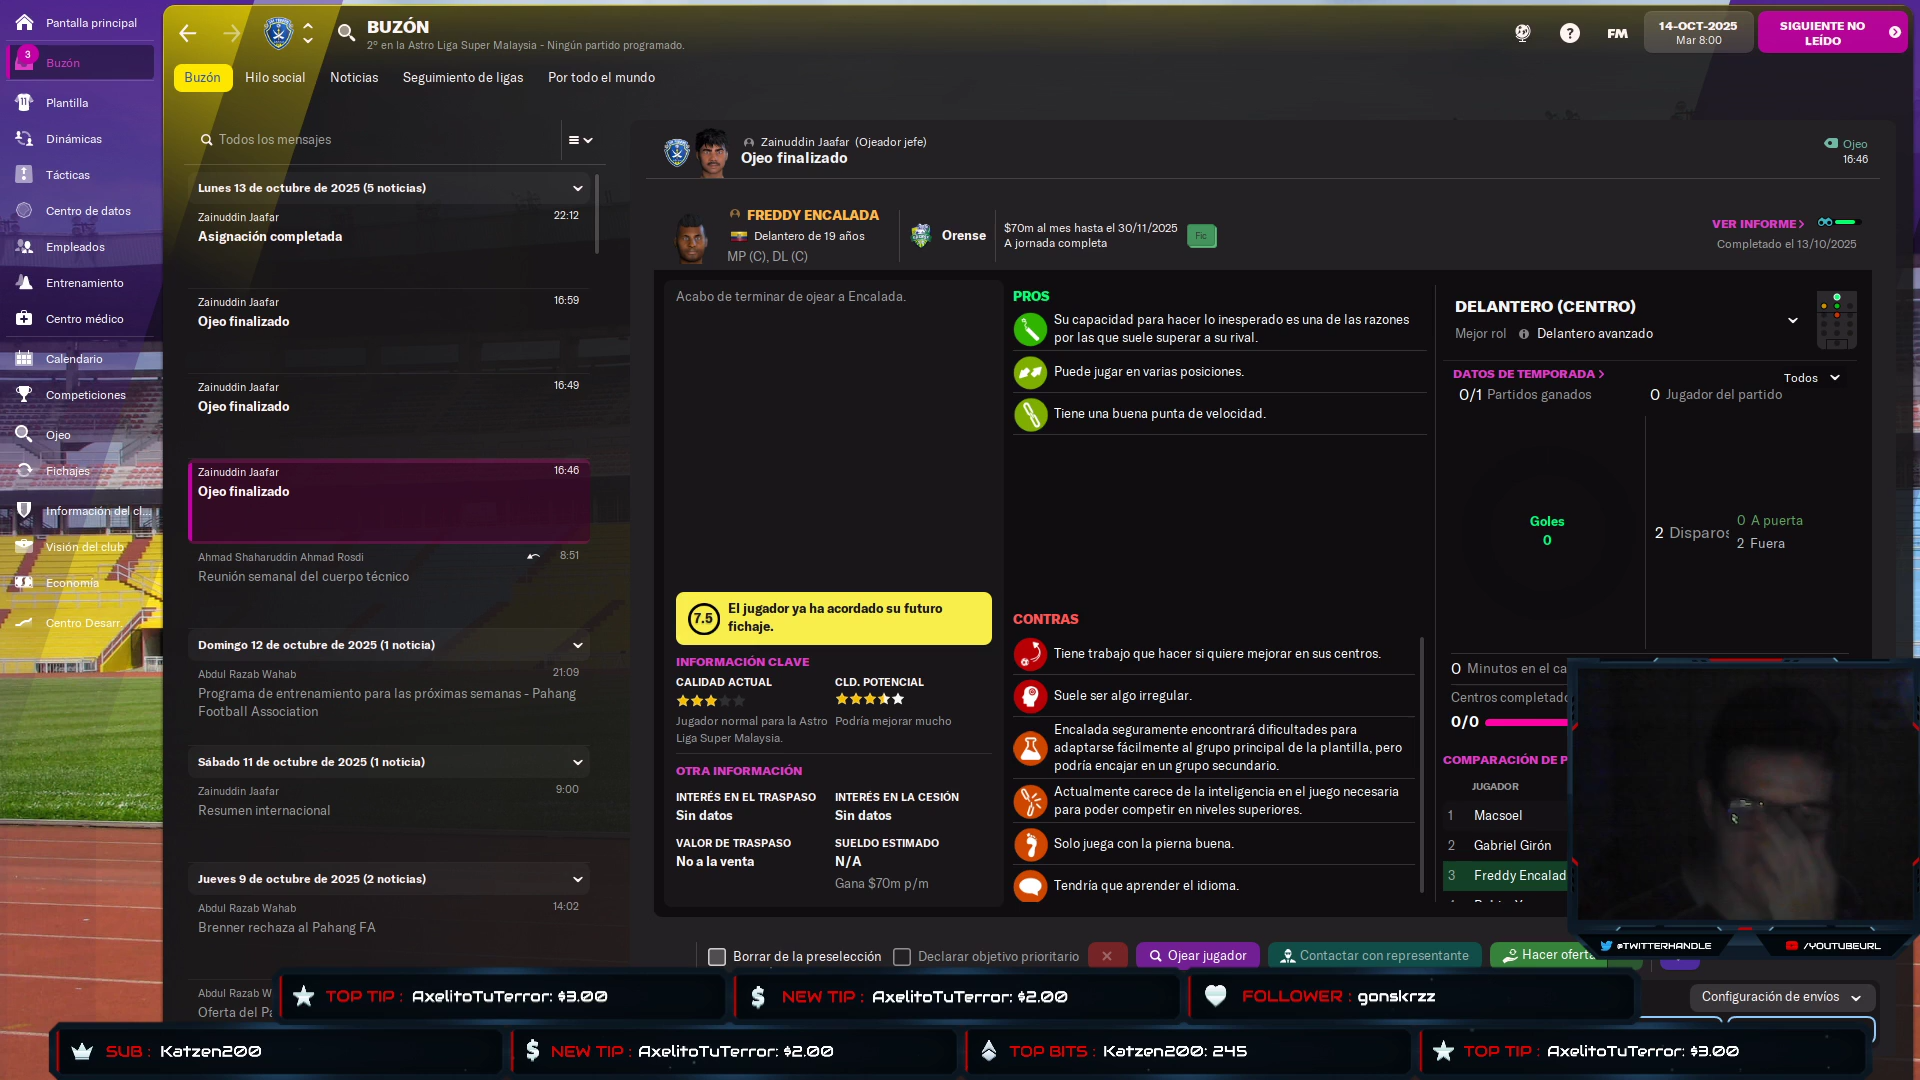 Pantalla principal
3
Buzón
Plantilla
Dinámicas
Tácticas
Centro de datos
Empleados
Entrenamiento
Centro médico
Calendario
Competiciones
Ojeo
Fichajes
Información del cl...
Visión del club
Economía
Centro Desarr.
BUZÓN
2º en la Astro Liga Super Malaysia - Ningún partido programado.
FM
14-OCT-2025
Mar 8:00
SIGUIENTE NO
LEÍDO
Buzón
Hilo social
Noticias
Seguimiento de ligas
Por todo el mundo
Todos los mensajes
Lunes 13 de octubre de 2025 (5 noticias)
Zainuddin Jaafar 22:12
Asignación completada
Zainuddin Jaafar 16:59
Ojeo finalizado
Zainuddin Jaafar 16:49
Ojeo finalizado
Zainuddin Jaafar 16:46
Ojeo finalizado
Ahmad Shaharuddin Ahmad Rosdi 8:51
Reunión semanal del cuerpo técnico
Domingo 12 de octubre de 2025 (1 noticia)
Abdul Razab Wahab 21:09
Programa de entrenamiento para las próximas semanas - Pahang
Football Association
Sábado 11 de octubre de 2025 (1 noticia)
Zainuddin Jaafar 9:00
Resumen internacional
Jueves 9 de octubre de 2025 (2 noticias)
Abdul Razab Wahab 14:02
Brenner rechaza al Pahang FA
Abdul Razab W
Oferta del Pa
Zainuddin Jaafar (Ojeador jefe)
Ojeo finalizado
Ojeo
16:46
FREDDY ENCALADA
Delantero de 19 años
MP (C), DL (C)
Orense
$70m al mes hasta el 30/11/2025
A jornada completa
Fic
VER INFORME >
Completado el 13/10/2025
Acabo de terminar de ojear a Encalada.
7.5
El jugador ya ha acordado su futuro
fichaje.
INFORMACIÓN CLAVE
CALIDAD ACTUAL
CLD. POTENCIAL
Jugador normal para la Astro
Liga Super Malaysia.
Podría mejorar mucho
OTRA INFORMACIÓN
INTERÉS EN EL TRASPASO
Sin datos
INTERÉS EN LA CESIÓN
Sin datos
VALOR DE TRASPASO
No a la venta
SUELDO ESTIMADO
N/A
Gana $70m p/m
PROS
Su capacidad para hacer lo inesperado es una de las razones
por las que suele superar a su rival.
Puede jugar en varias posiciones.
Tiene una buena punta de velocidad.
CONTRAS
Tiene trabajo que hacer si quiere mejorar en sus centros.
Suele ser algo irregular.
Encalada seguramente encontrará dificultades para
adaptarse fácilmente al grupo principal de la plantilla, pero
podría encajar en un grupo secundario.
Actualmente carece de la inteligencia en el juego necesaria
para poder competir en niveles superiores.
Solo juega con la pierna buena.
Tendría que aprender el idioma.
DELANTERO (CENTRO)
Mejor rol Delantero avanzado
DATOS DE TEMPORADA >
Todos
0/1 Partidos ganados
0 Jugador del partido
Goles
0
2 Disparos
0 A puerta
2 Fuera
0 Minutos en el ca
Centros completado
0/0
COMPARACIÓN DE P
JUGADOR
1 Macsoel
2 Gabriel Girón
3 Freddy Encalad
Borrar de la preselección
Declarar objetivo prioritario
Ojear jugador
Contactar con representante
Hacer oferta
Configuración de envíos
@TWITTERHANDLE
/YOUTUBEURL
TOP TIP : AxelitoTuTerror: $3.00
NEW TIP : AxelitoTuTerror: $2.00
FOLLOWER : gonskrzz
SUB : Katzen200
NEW TIP : AxelitoTuTerror: $2.00
TOP BITS : Katzen200: 245
TOP TIP : AxelitoTuTerror: $3.00